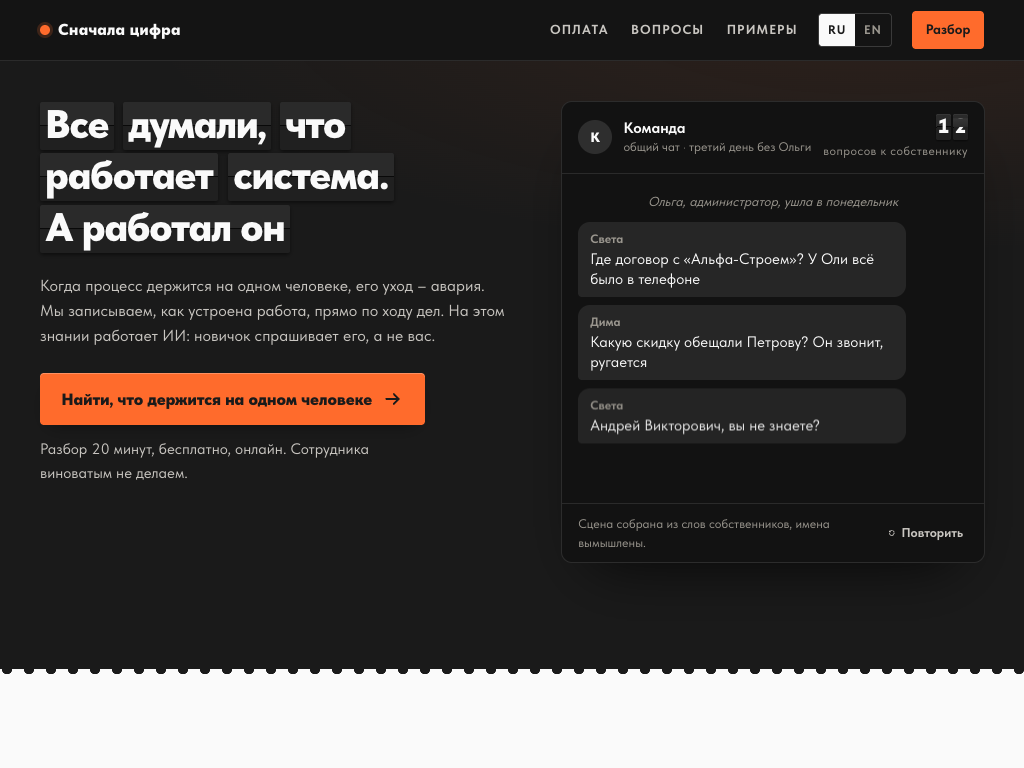 Сначала цифра
ОПЛАТА ВОПРОСЫ ПРИМЕРЫ RU EN Разбор
Все думали, что
работает система.
А работал он
Когда процесс держится на одном человеке, его уход – авария.
Мы записываем, как устроена работа, прямо по ходу дел. На этом
знании работает ИИ: новичок спрашивает его, а не вас.
Найти, что держится на одном человеке →
Разбор 20 минут, бесплатно, онлайн. Сотрудника
виноватым не делаем.
К
Команда
общий чат · третий день без Ольги
вопросов к собственнику
Ольга, администратор, ушла в понедельник
Света
Где договор с «Альфа-Строем»? У Оли всё
было в телефоне
Дима
Какую скидку обещали Петрову? Он звонит,
ругается
Света
Андрей Викторович, вы не знаете?
Сцена собрана из слов собственников, имена
вымышлены.
Повторить